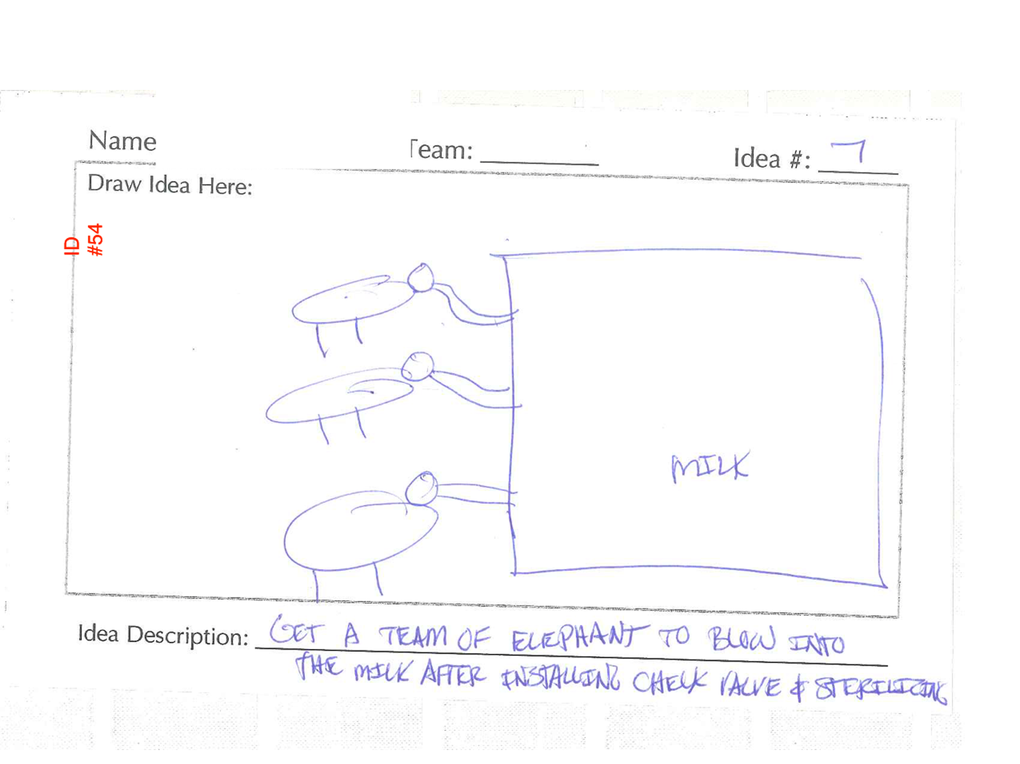 Name
Team:
Idea #: 7
Draw Idea Here:
ID
#54
MILK
Idea Description: GET A TEAM OF ELEPHANT TO BLOW INTO
THE MILK AFTER INSTALLING CHECK VALVE & STERILIZING